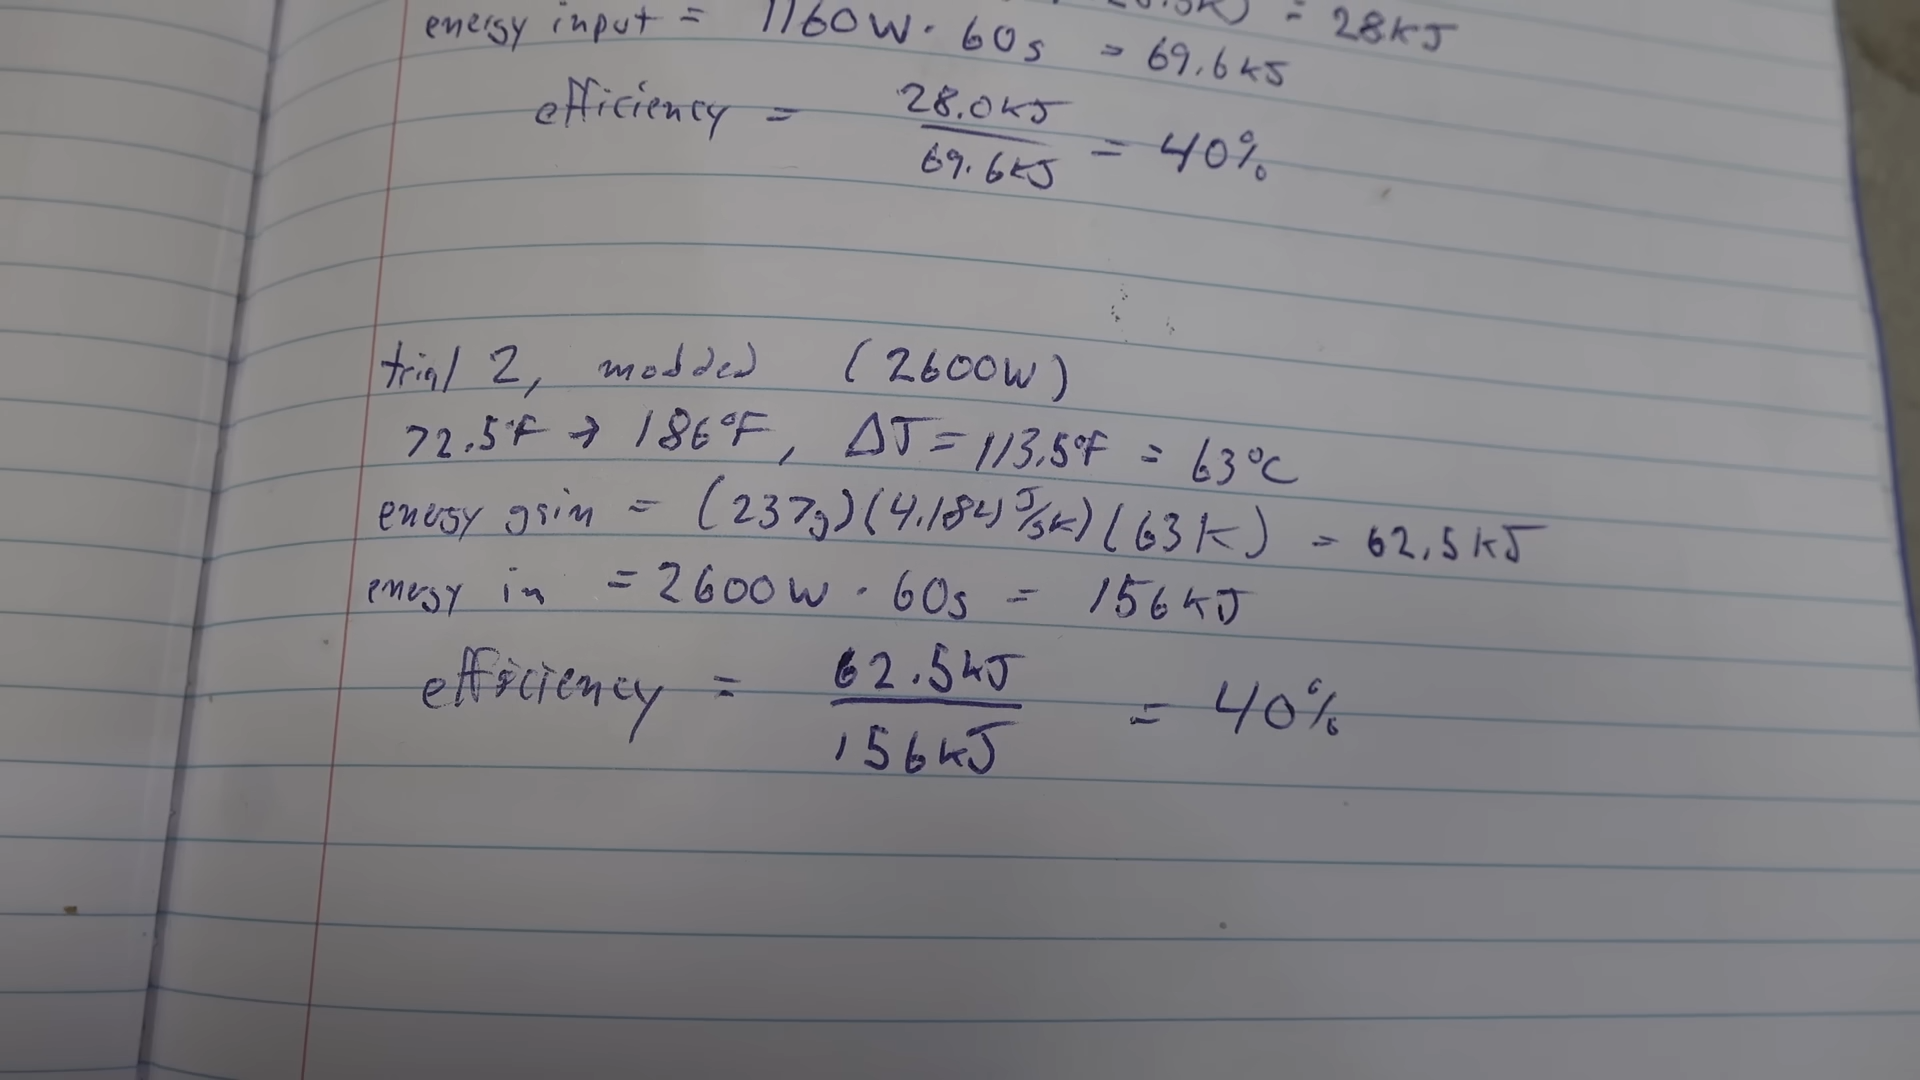 energy input = 1160W · 60s = 69.6kJ
= 28kJ
efficiency = 28.0kJ / 69.6kJ = 40%
trial 2, modded (2600W)
72.5°F → 186°F, ΔT = 113.5°F = 63°C
energy gain = (237g)(4.184 J/gK)(63K) = 62.5kJ
energy in = 2600W · 60s = 156kJ
efficiency = 62.5kJ / 156kJ = 40%